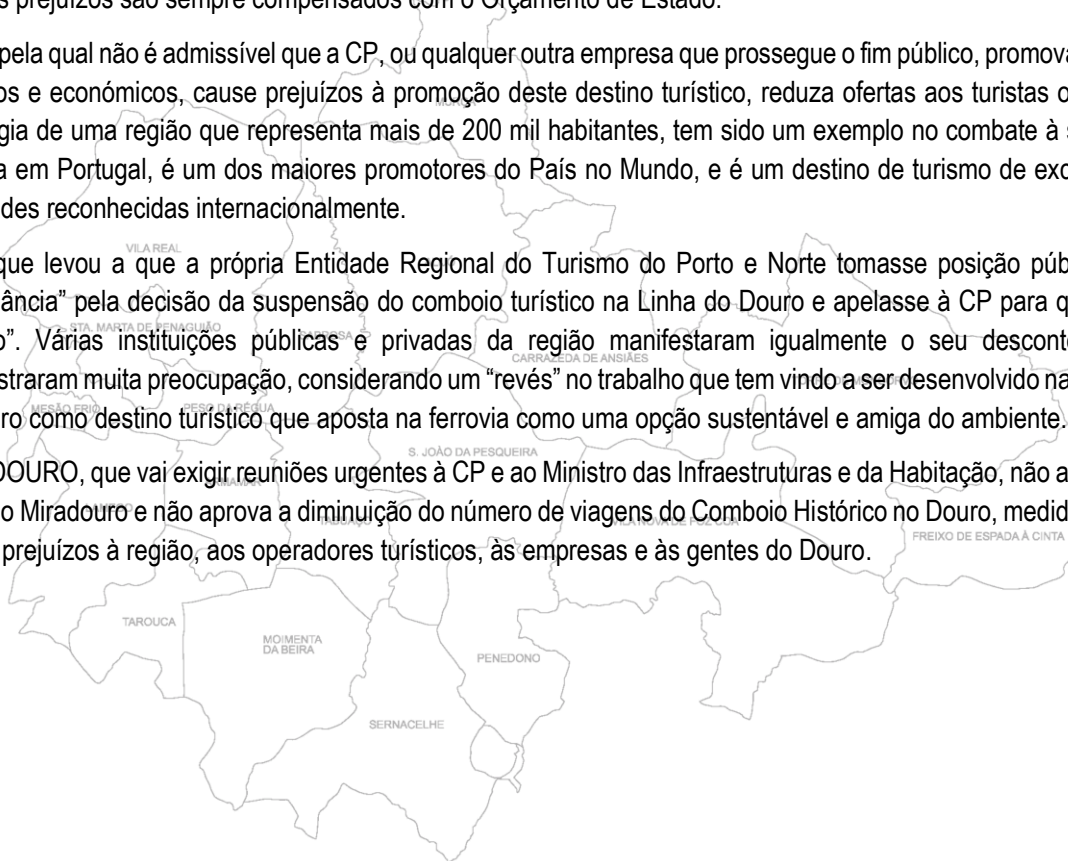 s prejuízos são sempre compensados com o Orçamento de Estado.
pela qual não é admissível que a CP, ou qualquer outra empresa que prossegue o fim público, promova
os e económicos, cause prejuízos à promoção deste destino turístico, reduza ofertas aos turistas o
gia de uma região que representa mais de 200 mil habitantes, tem sido um exemplo no combate à s
a em Portugal, é um dos maiores promotores do País no Mundo, e é um destino de turismo de exc
des reconhecidas internacionalmente.
VILA REAL
que levou a que a própria Entidade Regional do Turismo do Porto e Norte tomasse posição púb
ância” pela decisão da suspensão do comboio turístico na Linha do Douro e apelasse à CP para q
STA. MARTA DE PENAGUIÃO
o”. Várias instituições públicas e privadas da região manifestaram igualmente o seu desconte
CARRAZEDA DE ANSIÃES
straram muita preocupação, considerando um “revés” no trabalho que tem vindo a ser desenvolvido na
MESÃO FRIO
PESO DA RÉGUA
ro como destino turístico que aposta na ferrovia como uma opção sustentável e amiga do ambiente.
S. JOÃO DA PESQUEIRA
DOURO, que vai exigir reuniões urgentes à CP e ao Ministro das Infraestruturas e da Habitação, não a
o Miradouro e não aprova a diminuição do número de viagens do Comboio Histórico no Douro, medid
VILA NOVA DE FOZ CÔA
FREIXO DE ESPADA À CINTA
prejuízos à região, aos operadores turísticos, às empresas e às gentes do Douro.
TAROUCA
MOIMENTA
DA BEIRA
PENEDONO
SERNACELHE